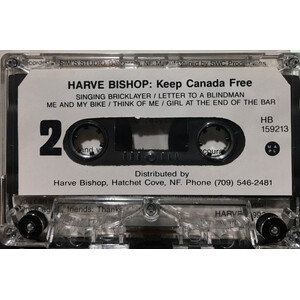 HARVE BISHOP: Keep Canada Free
SINGING BRICKLAYER / LETTER TO A BLINDMAN
ME AND MY BIKE / THINK OF ME / GIRL AT THE END OF THE BAR
2
HB
159213
Distributed by
Harve Bishop, Hatchet Cove, NF. Phone (709) 546-2481
friends.